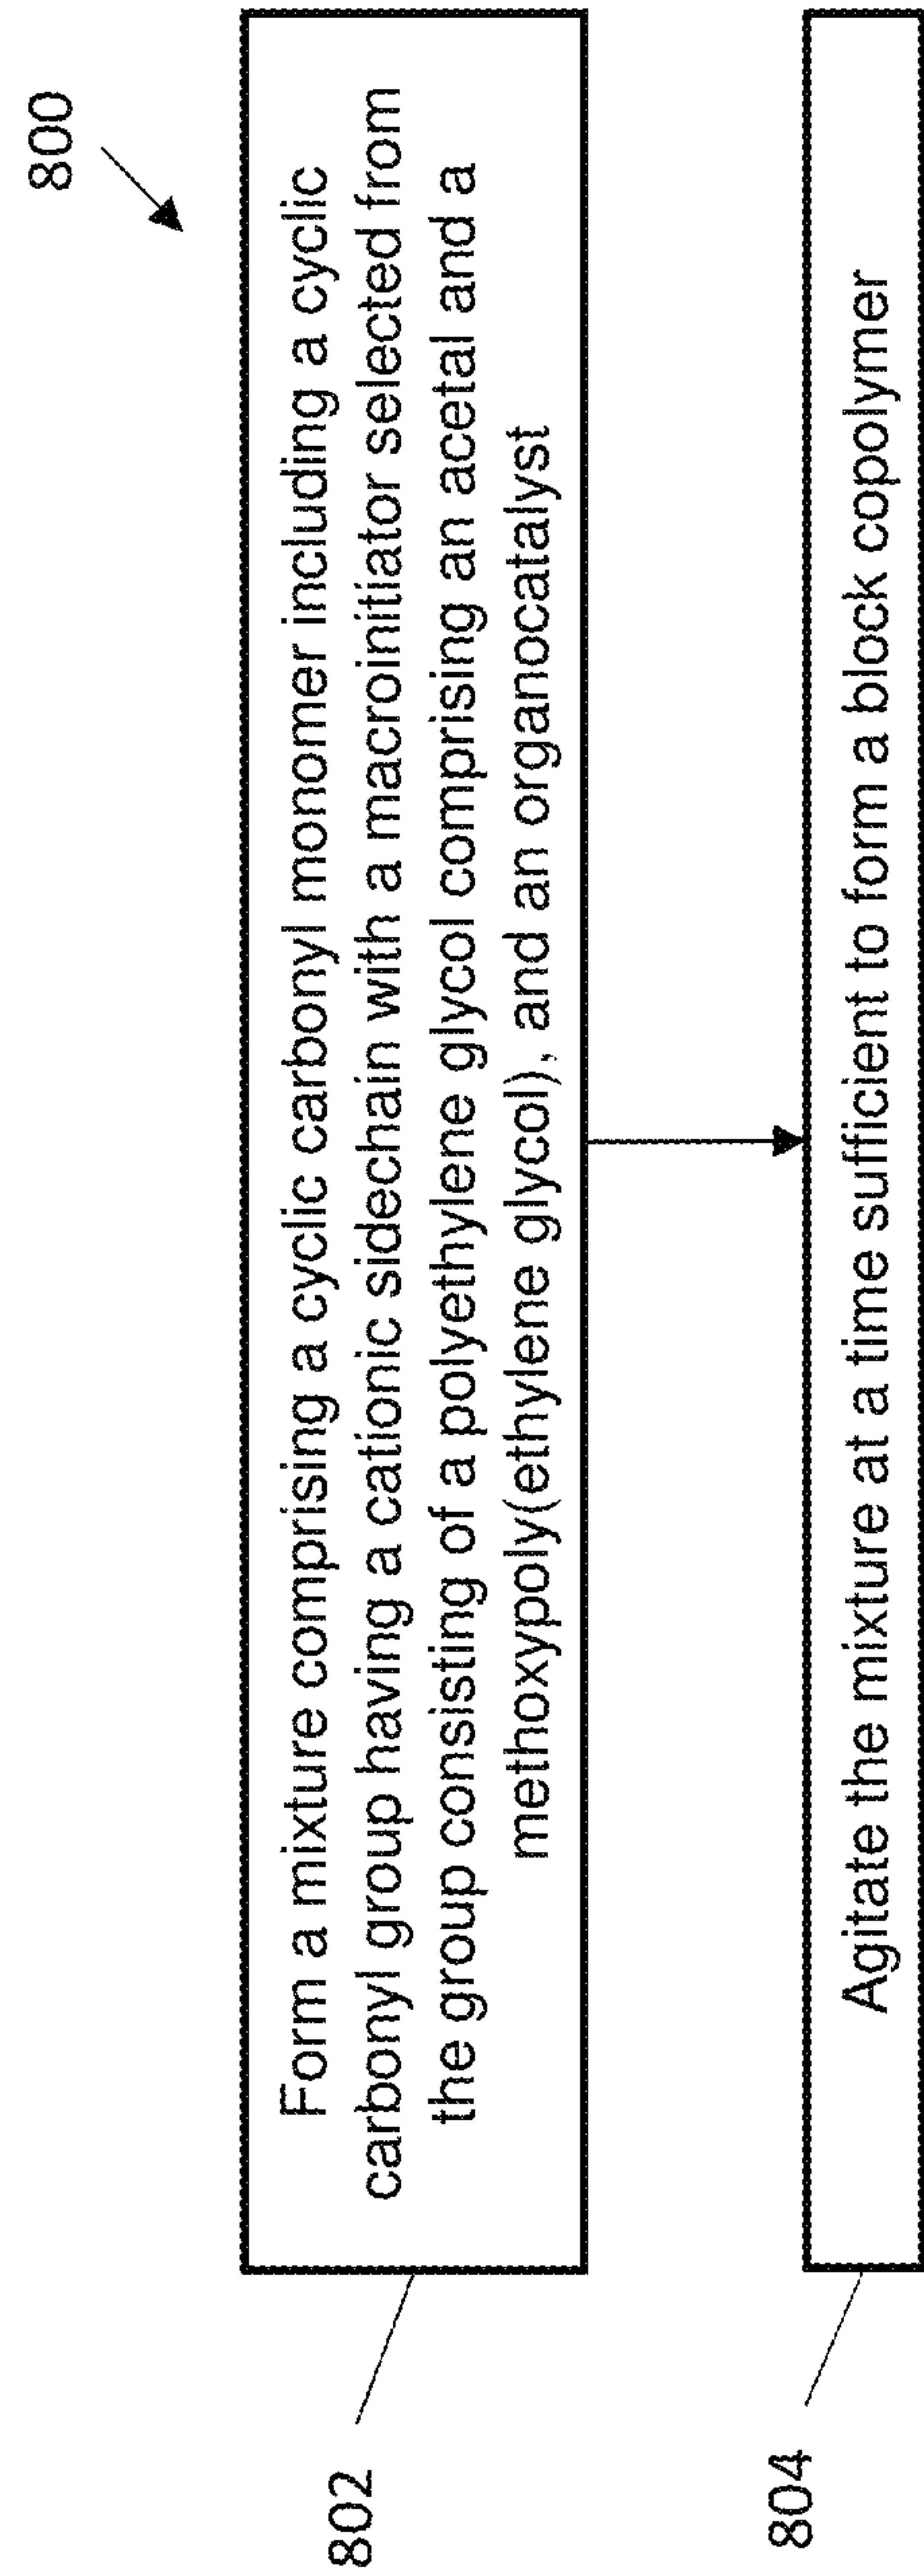 800
802
Form a mixture comprising a cyclic carbonyl monomer including a cyclic
carbonyl group having a cationic sidechain with a macroinitiator selected from
the group consisting of a polyethylene glycol comprising an acetal and a
methoxypoly(ethylene glycol), and an organocatalyst
804
Agitate the mixture at a time sufficient to form a block copolymer